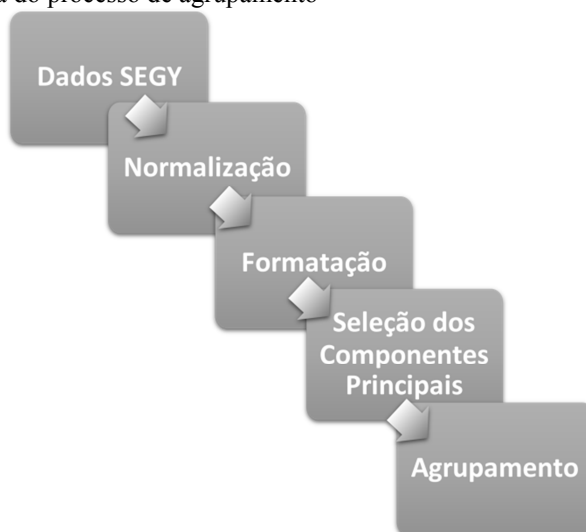 do processo de agrupamento
Dados SEGY
Normalização
Formatação
Seleção dos
Componentes
Principais
Agrupamento